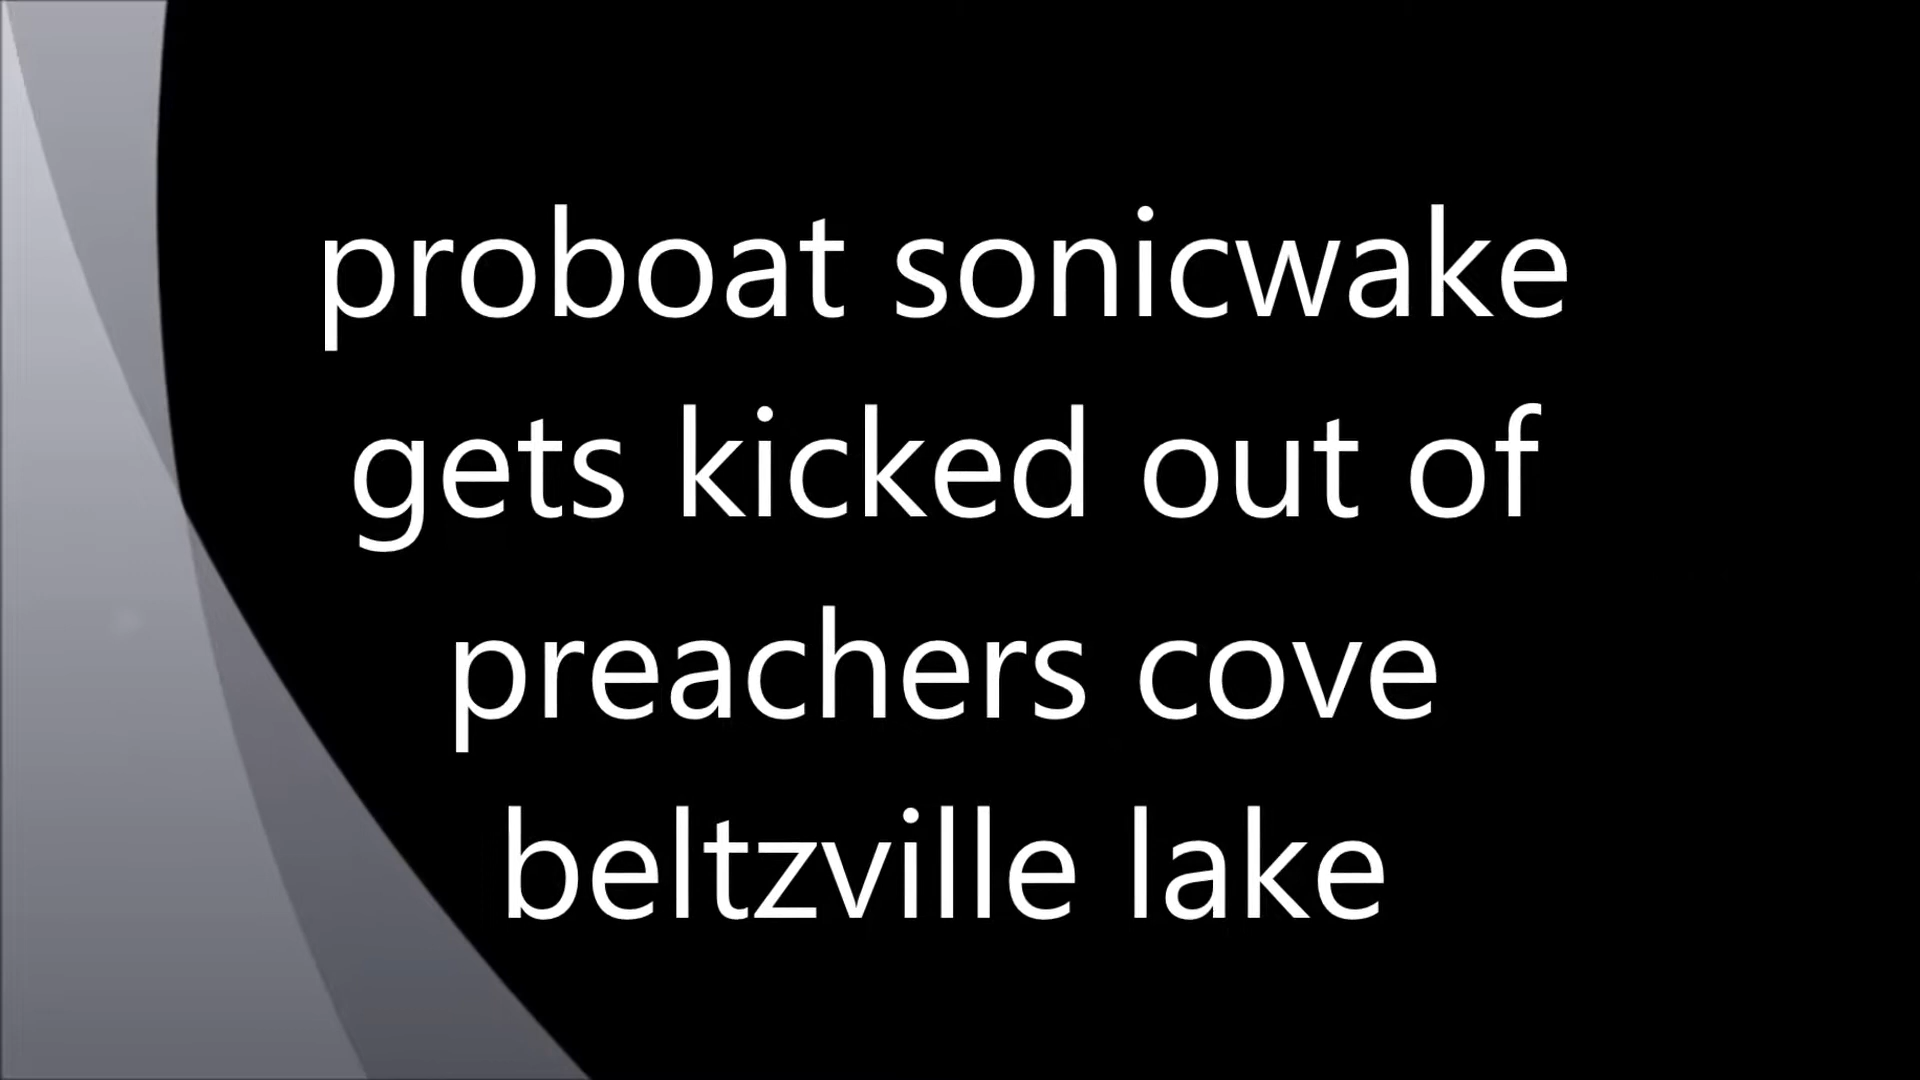 proboat sonicwake
gets kicked out of
preachers cove
beltzville lake